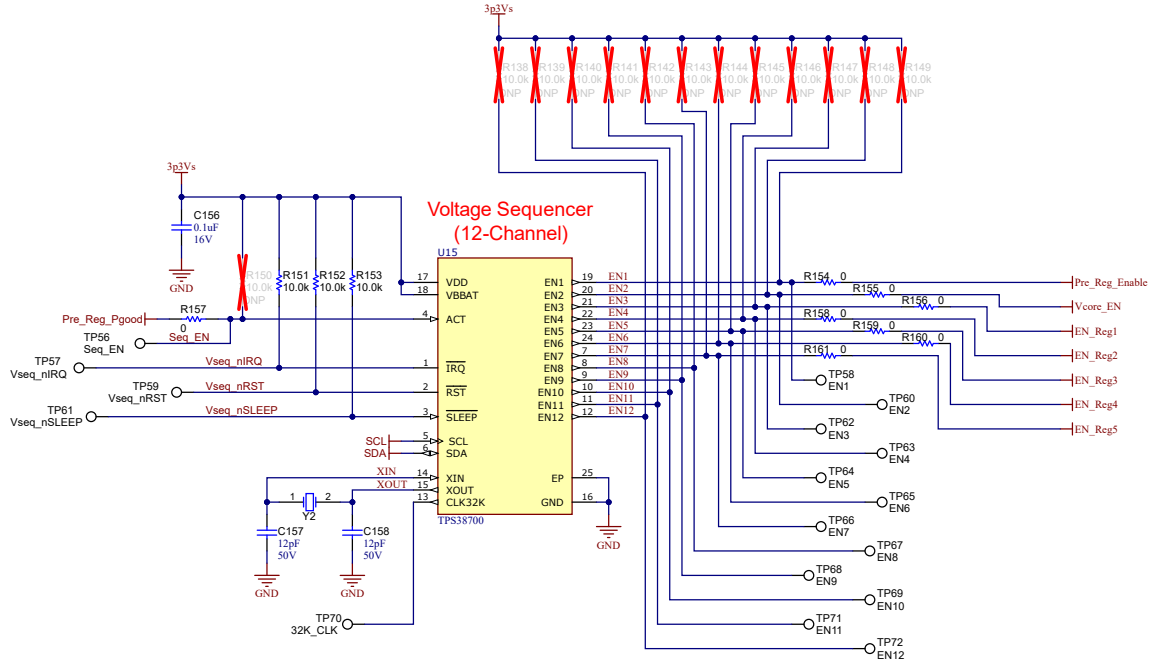 3p3Vs
R138 R139 R140 R141 R142 R143 R144 R145 R146 R147 R148 R149
10.0k 10.0k 10.0k 10.0k 10.0k 10.0k 10.0k 10.0k 10.0k 10.0k 10.0k 10.0k
DNP DNP DNP DNP DNP DNP DNP DNP DNP DNP DNP DNP
3p3Vs
C156
0.1uF
16V
GND
Voltage Sequencer
(12-Channel)
U15
R150
10.0k
DNP
R151
10.0k
R152
10.0k
R153
10.0k
Pre_Reg_Pgood
R157
0
Seq_EN
TP56
Seq_EN
TP57
Vseq_nIRQ
Vseq_nIRQ
TP59
Vseq_nRST
Vseq_nRST
TP61
Vseq_nSLEEP
Vseq_nSLEEP
SCL
SDA
XIN
XOUT
1 2
Y2
C157
12pF
50V
GND
C158
12pF
50V
GND
TP70
32K_CLK
17 VDD
18 VBBAT
4 ACT
1 IRQ
2 RST
3 SLEEP
5 SCL
6 SDA
14 XIN
15 XOUT
13 CLK32K
TPS38700
EN1 19 EN1
EN2 20 EN2
EN3 21 EN3
EN4 22 EN4
EN5 23 EN5
EN6 24 EN6
EN7 7 EN7
EN8 8 EN8
EN9 9 EN9
EN10 10 EN10
EN11 11 EN11
EN12 12 EN12
EP 25
GND 16
GND
R154 0
R155 0
R156 0
R158 0
R159 0
R160 0
R161 0
Pre_Reg_Enable
Vcore_EN
EN_Reg1
EN_Reg2
EN_Reg3
EN_Reg4
EN_Reg5
TP58
EN1
TP60
EN2
TP62
EN3
TP63
EN4
TP64
EN5
TP65
EN6
TP66
EN7
TP67
EN8
TP68
EN9
TP69
EN10
TP71
EN11
TP72
EN12